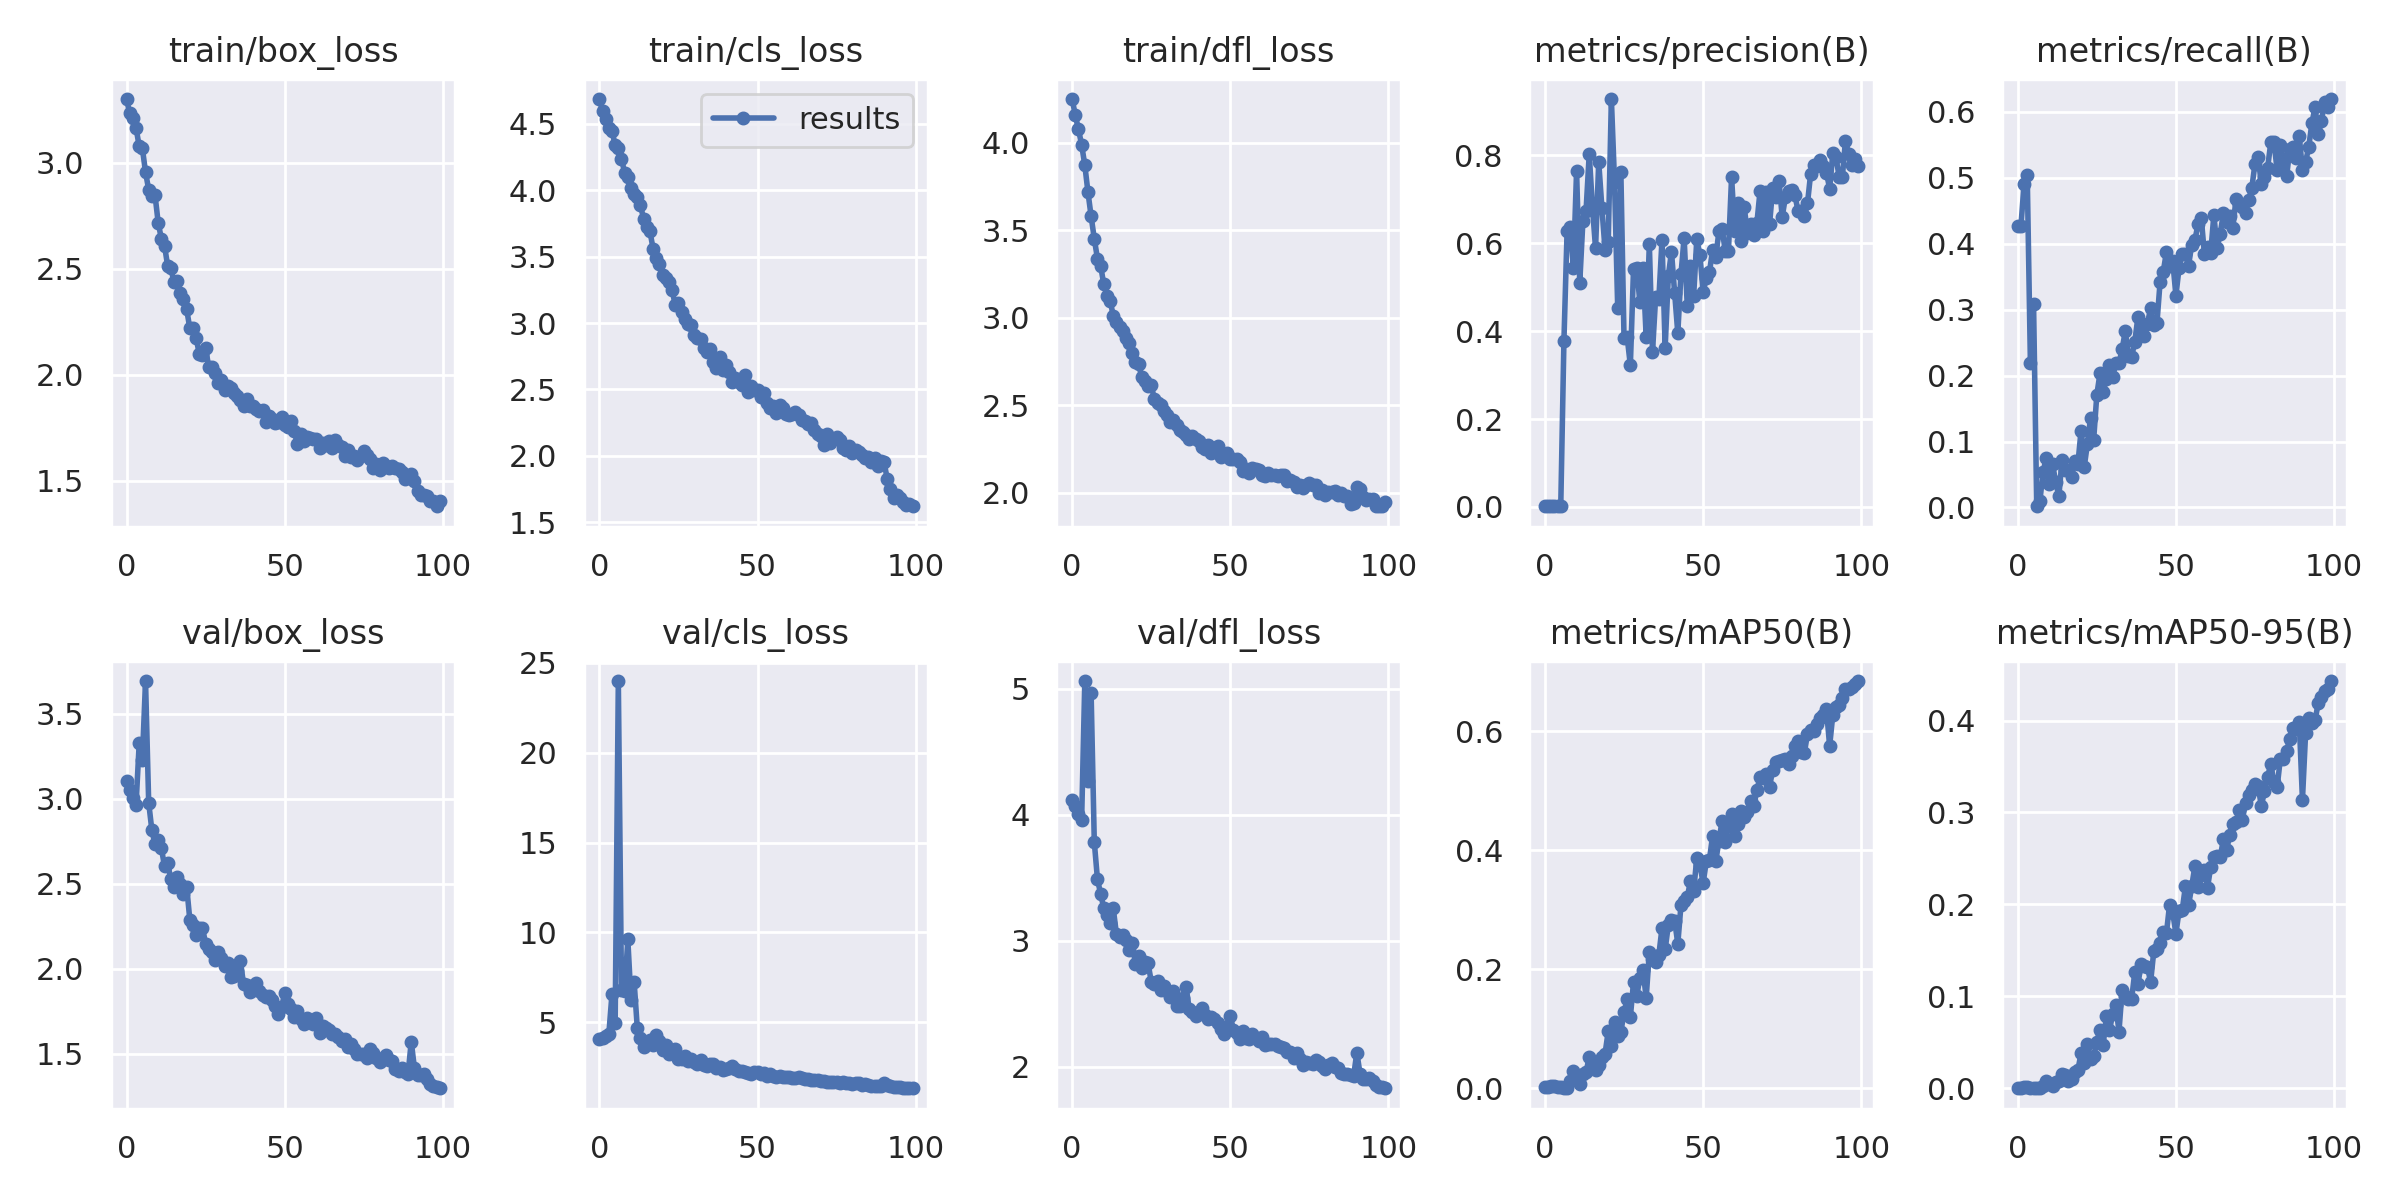 train/box_loss
3.0
2.5
2.0
1.5
0 50 100
train/cls_loss
results
4.5
4.0
3.5
3.0
2.5
2.0
1.5
0 50 100
train/dfl_loss
4.0
3.5
3.0
2.5
2.0
0 50 100
metrics/precision(B)
0.8
0.6
0.4
0.2
0.0
0 50 100
metrics/recall(B)
0.6
0.5
0.4
0.3
0.2
0.1
0.0
0 50 100
val/box_loss
3.5
3.0
2.5
2.0
1.5
0 50 100
val/cls_loss
25
20
15
10
5
0 50 100
val/dfl_loss
5
4
3
2
0 50 100
metrics/mAP50(B)
0.6
0.4
0.2
0.0
0 50 100
metrics/mAP50-95(B)
0.4
0.3
0.2
0.1
0.0
0 50 100